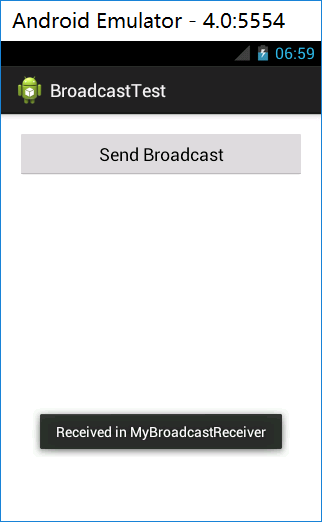 Android Emulator - 4.0:5554
06:59
BroadcastTest
Send Broadcast
Received in MyBroadcastReceiver